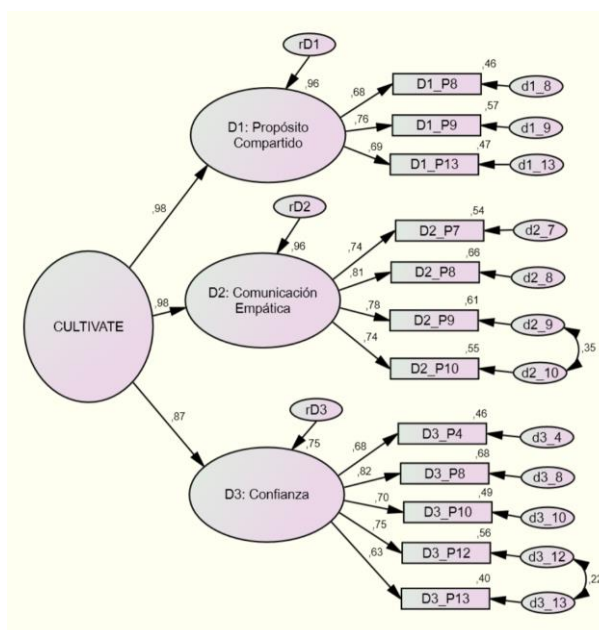 rD1
,96
D1: Propósito
Compartido
,68
,76
,69
,46
D1_P8
d1_8
,57
D1_P9
d1_9
,47
D1_P13
d1_13
,98
rD2
,96
D2: Comunicación
Empática
,74
,81
,78
,74
,54
D2_P7
d2_7
,66
D2_P8
d2_8
,61
D2_P9
d2_9
,55
D2_P10
d2_10
,35
CULTIVATE
,98
,87
rD3
,75
D3: Confianza
,68
,82
,70
,75
,63
,46
D3_P4
d3_4
,68
D3_P8
d3_8
,49
D3_P10
d3_10
,56
D3_P12
d3_12
,40
D3_P13
d3_13
,22